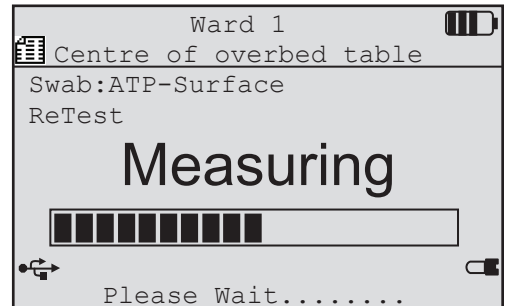 Ward 1
Centre of overbed table
Swab:ATP-Surface
ReTest
Measuring
Please Wait........